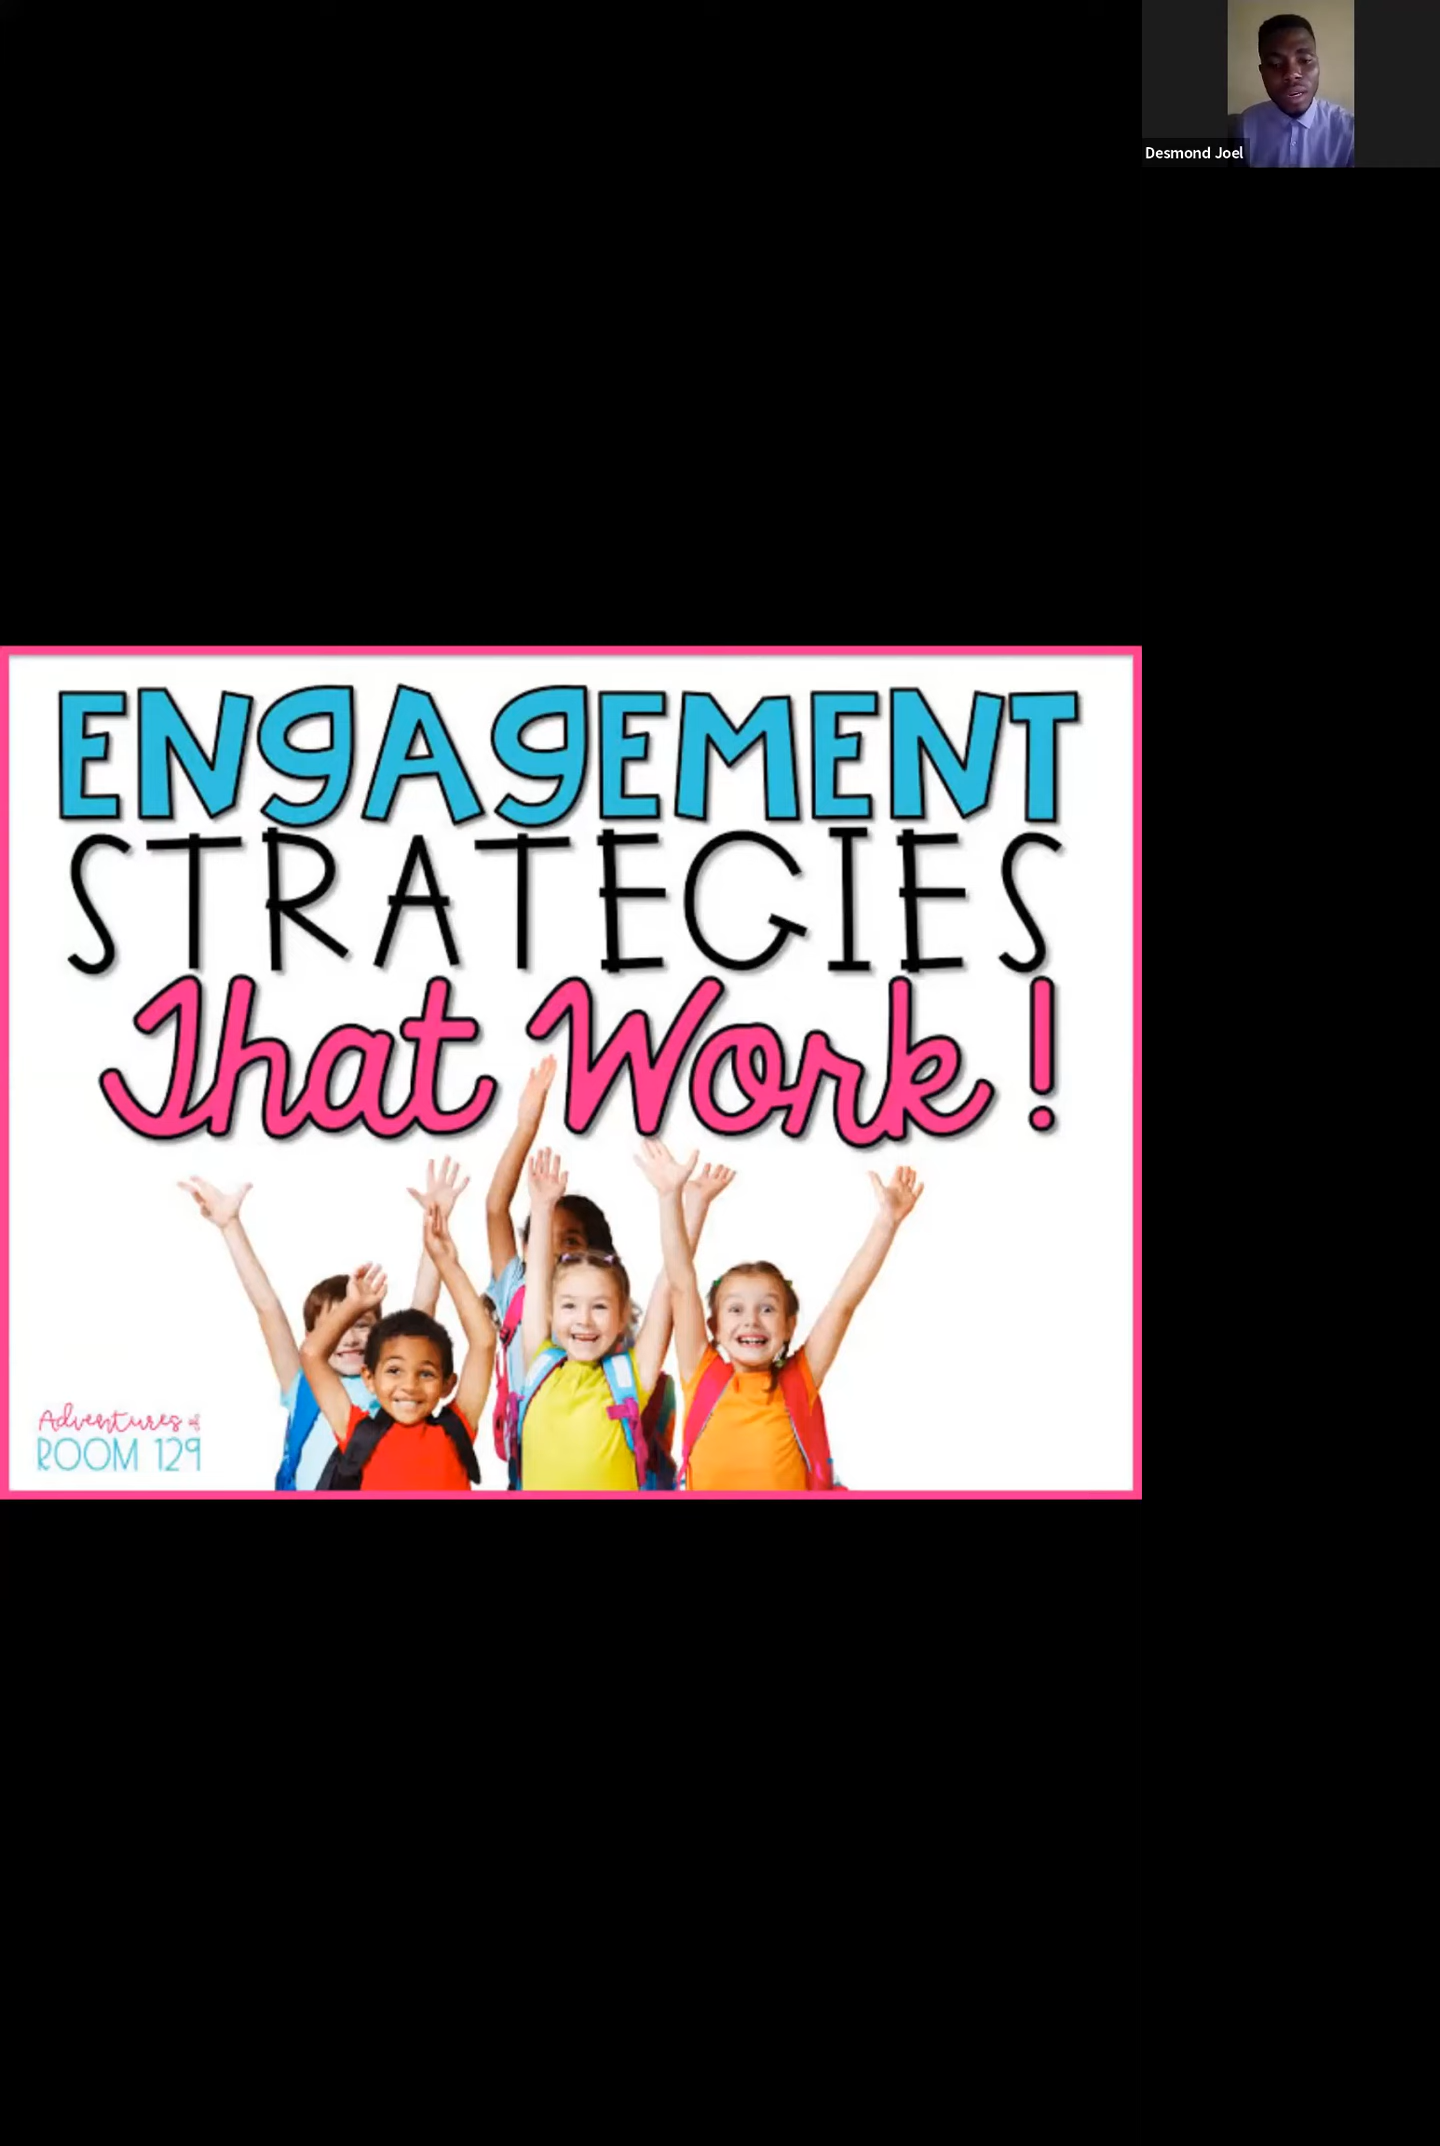 Desmond Joel
ENGAGEMENT
STRATEGIES
That Work!
Adventures of
ROOM 129